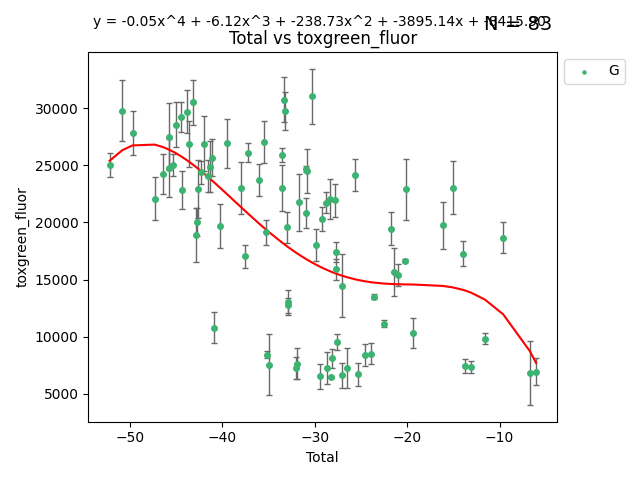 y = -0.05x^4 + -6.12x^3 + -238.73x^2 + -3895.14x + N = 83
Total vs toxgreen_fluor
G
30000
25000
20000
15000
10000
5000
toxgreen_fluor
−50 −40 −30 −20 −10
Total